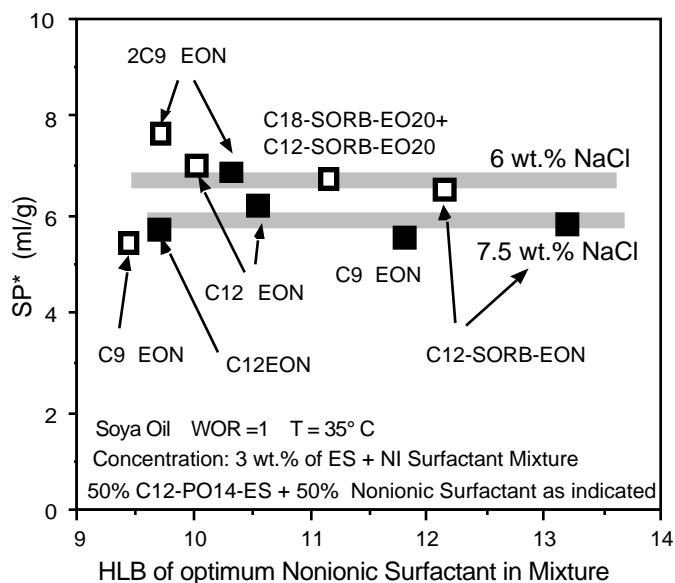 10
8
6
4
2
0
SP* (ml/g)
2C9 EON
C18-SORB-EO20+
C12-SORB-EO20
6 wt.% NaCl
7.5 wt.% NaCl
C12 EON
C9 EON
C9 EON
C12EON
C12-SORB-EON
Soya Oil WOR =1 T = 35° C
Concentration: 3 wt.% of ES + NI Surfactant Mixture
50% C12-PO14-ES + 50% Nonionic Surfactant as indicated
9 10 11 12 13 14
HLB of optimum Nonionic Surfactant in Mixture